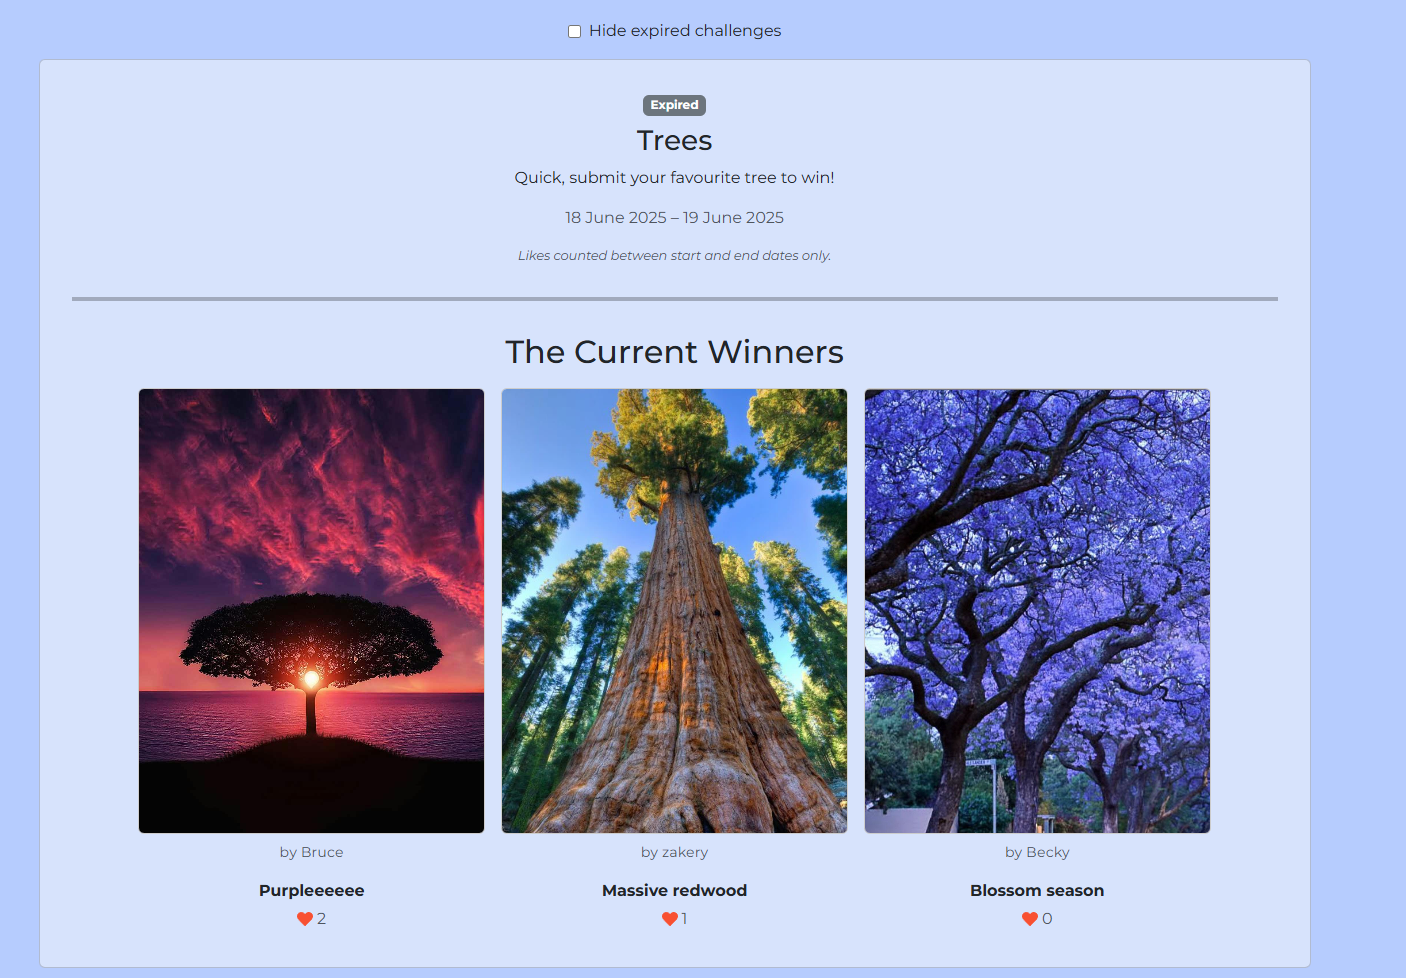 Hide expired challenges
Expired
Trees
Quick, submit your favourite tree to win!
18 June 2025 – 19 June 2025
Likes counted between start and end dates only.
The Current Winners
by Bruce
by zakery
by Becky
Purpleeeeee
Massive redwood
Blossom season
2
1
0